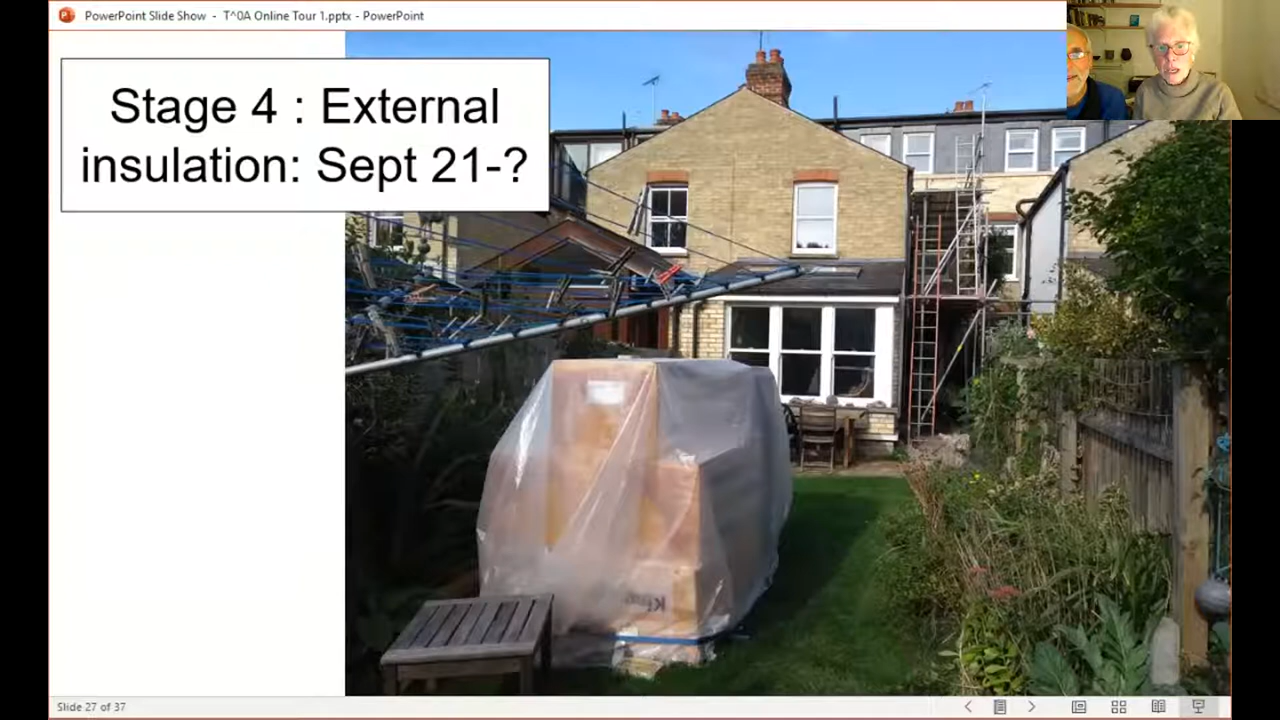 PowerPoint Slide Show - T^0A Online Tour 1.pptx - PowerPoint
Stage 4 : External
insulation: Sept 21-?
Slide 27 of 37